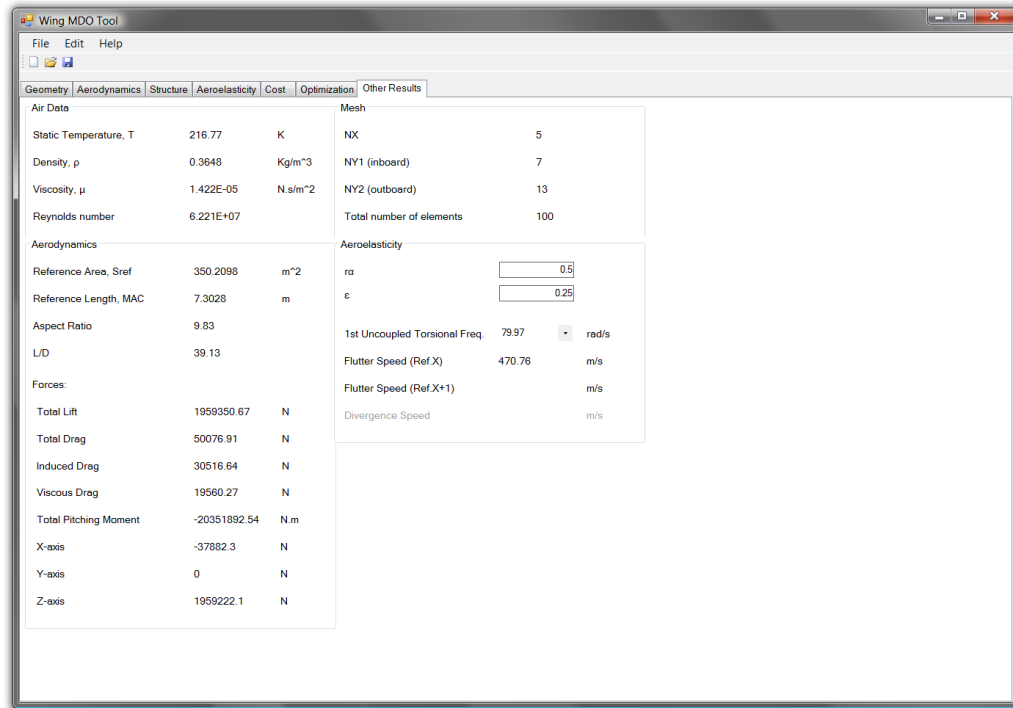 Wing MDO Tool
File Edit Help
Geometry Aerodynamics Structure Aeroelasticity Cost Optimization Other Results
Air Data
Static Temperature, T 216.77 K
Density, ρ 0.3648 Kg/m^3
Viscosity, μ 1.422E-05 N.s/m^2
Reynolds number 6.221E+07
Mesh
NX 5
NY1 (inboard) 7
NY2 (outboard) 13
Total number of elements 100
Aerodynamics
Reference Area, Sref 350.2098 m^2
Reference Length, MAC 7.3028 m
Aspect Ratio 9.83
L/D 39.13
Forces:
Total Lift 1959350.67 N
Total Drag 50076.91 N
Induced Drag 30516.64 N
Viscous Drag 19560.27 N
Total Pitching Moment -20351892.54 N.m
X-axis -37882.3 N
Y-axis 0 N
Z-axis 1959222.1 N
Aeroelasticity
rα 0.5
ε 0.25
1st Uncoupled Torsional Freq. 79.97 rad/s
Flutter Speed (Ref.X) 470.76 m/s
Flutter Speed (Ref.X+1) m/s
Divergence Speed m/s